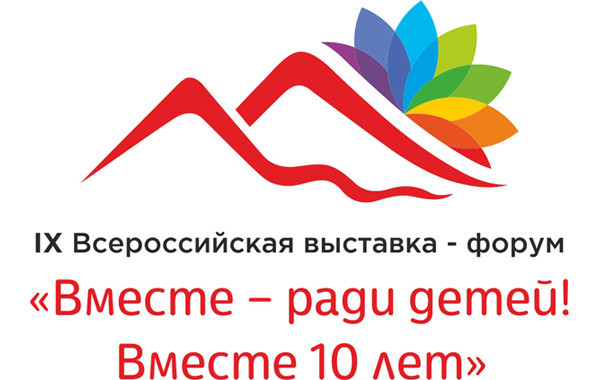 IX Всероссийская выставка - форум
«Вместе – ради детей!
Вместе 10 лет»